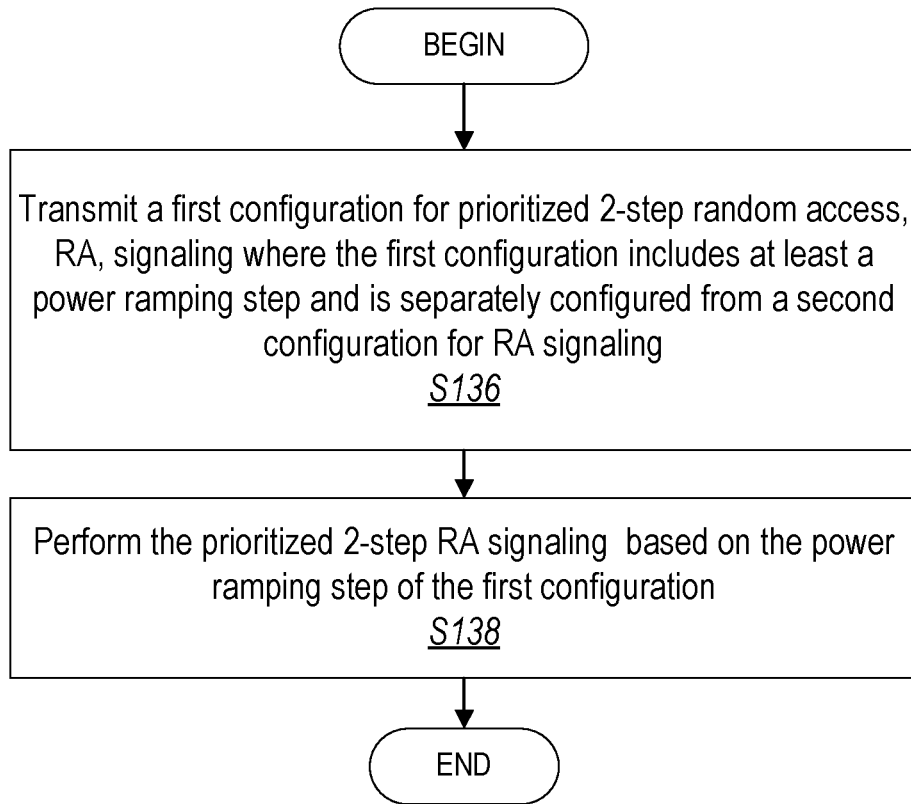 BEGIN
Transmit a first configuration for prioritized 2-step random access,
RA, signaling where the first configuration includes at least a
power ramping step and is separately configured from a second
configuration for RA signaling
S136
Perform the prioritized 2-step RA signaling based on the power
ramping step of the first configuration
S138
END